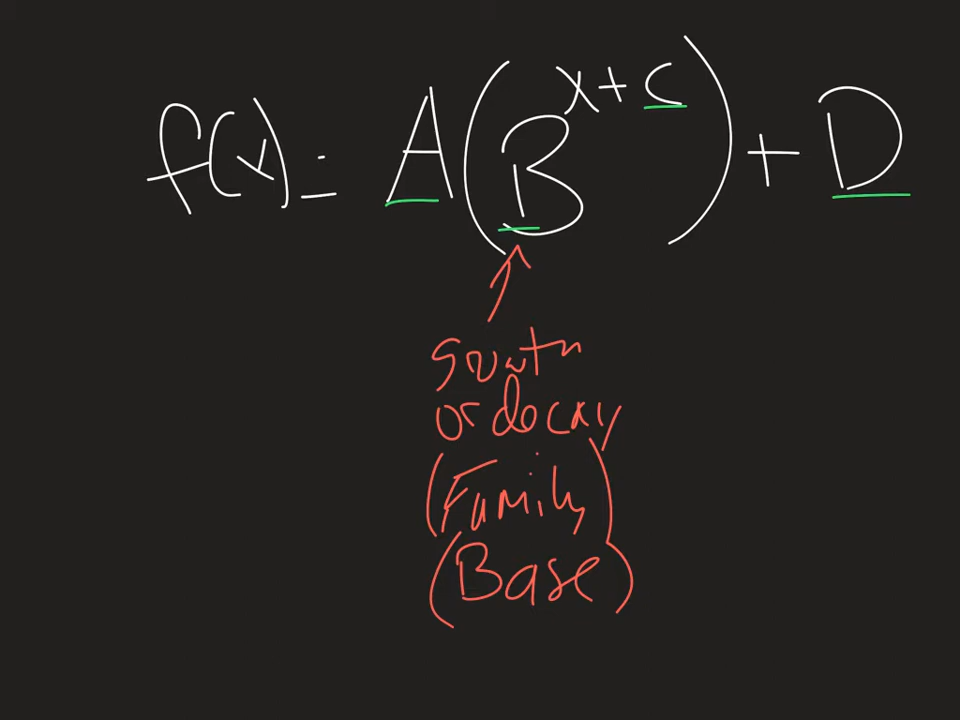 f(x) = A(B^{x+C}) + D
growth
or decay
(Family)
(Base)